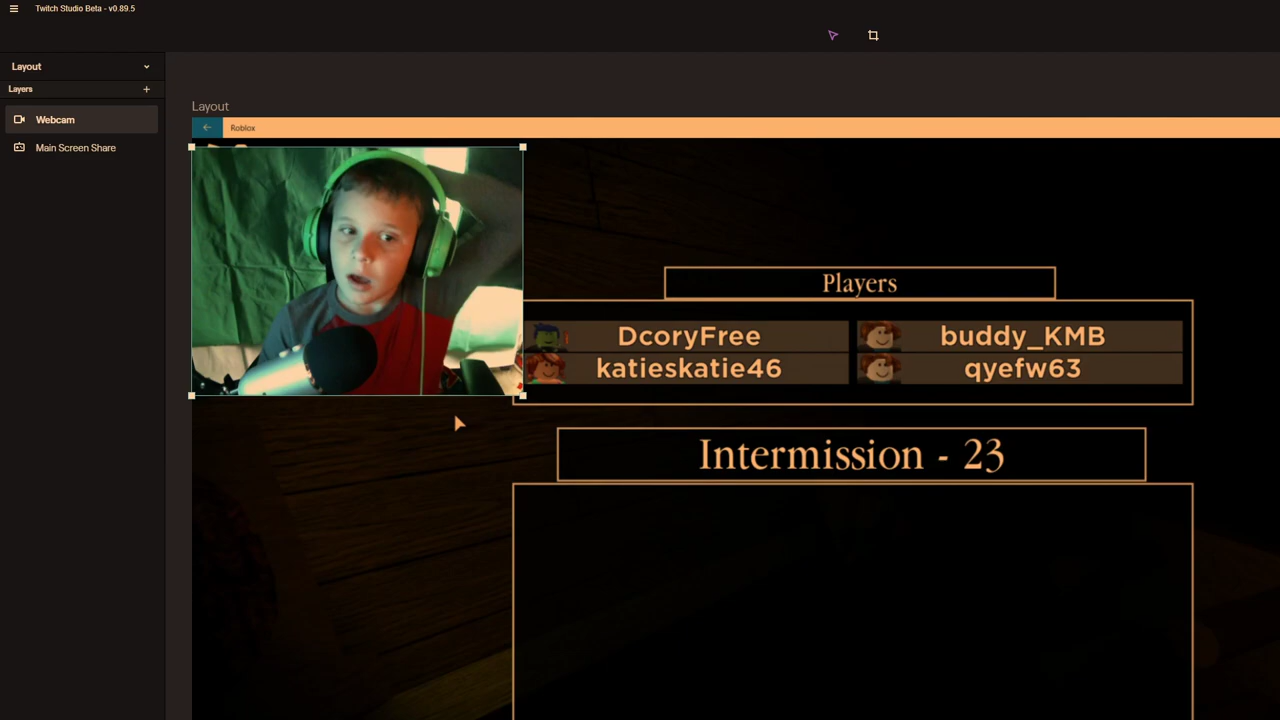 Twitch Studio Beta - v0.89.5
Layout
Layers
Webcam
Main Screen Share
Layout
Roblox
Players
DcoryFree
buddy_KMB
katieskatie46
qyefw63
Intermission - 23